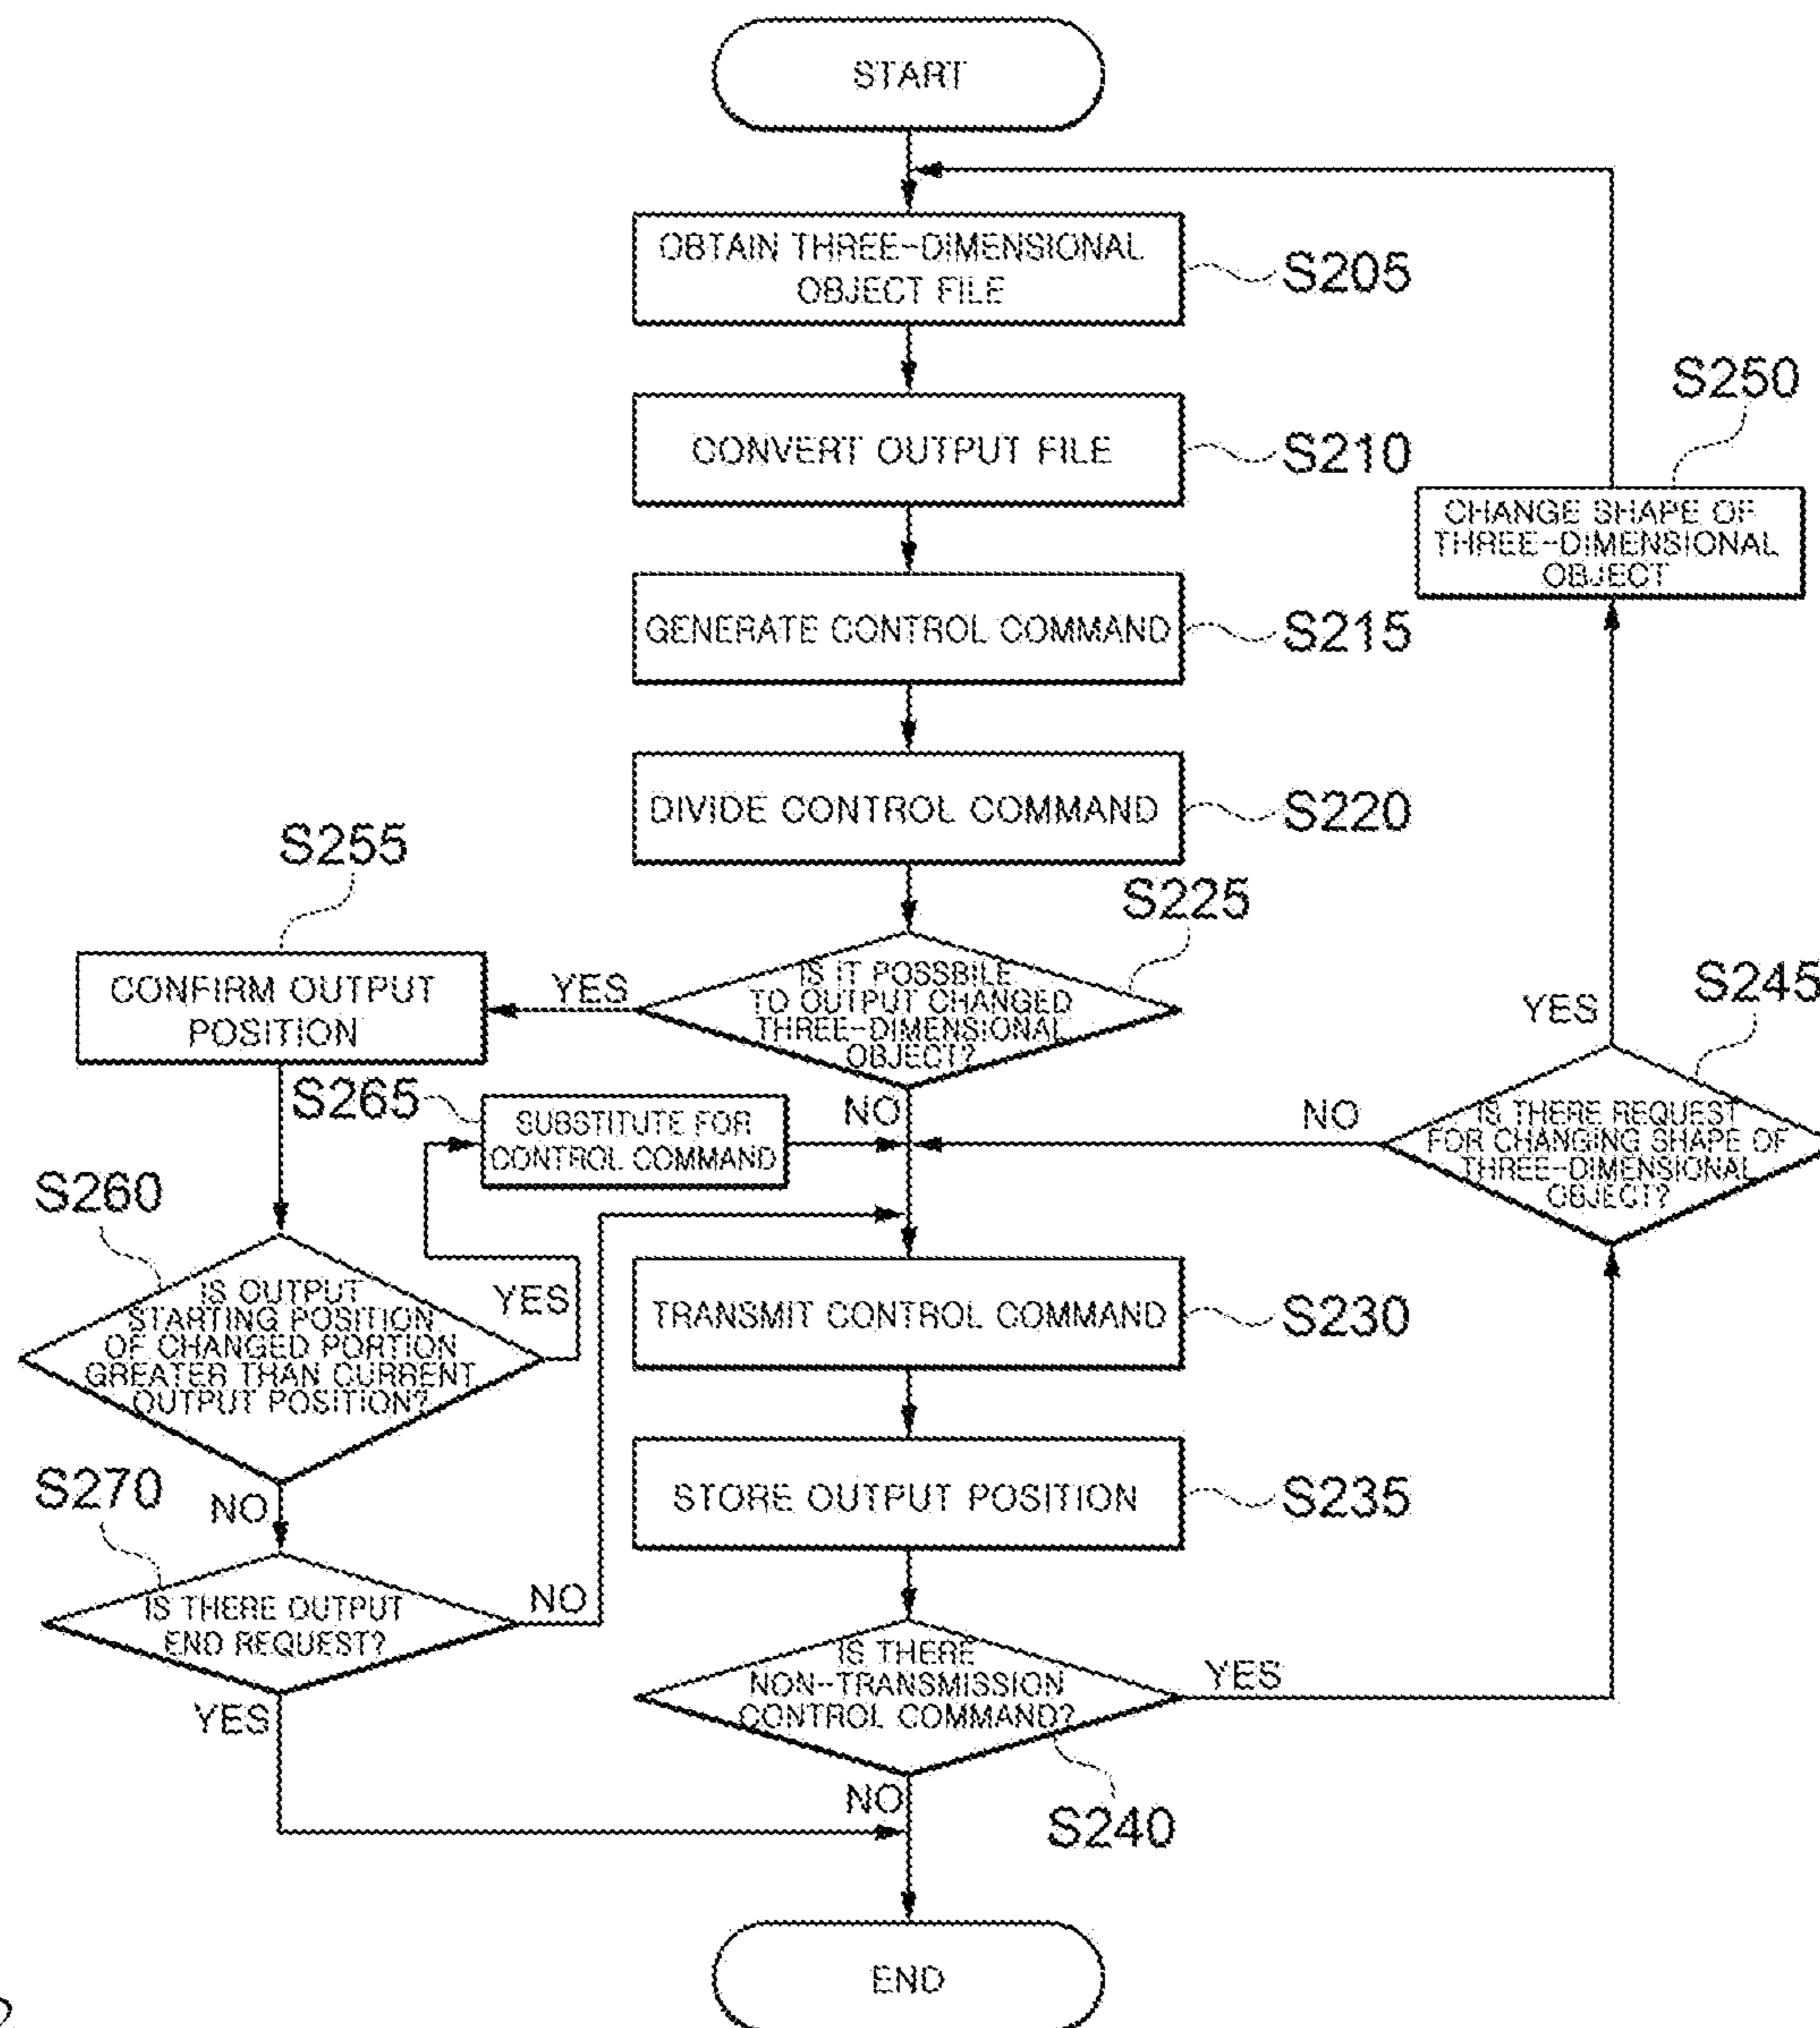 START
OBTAIN THREE-DIMENSIONAL
OBJECT FILE
S205
CONVERT OUTPUT FILE
S210
S250
CHANGE SHAPE OF
THREE-DIMENSIONAL
OBJECT
GENERATE CONTROL COMMAND
S215
DIVIDE CONTROL COMMAND
S220
S255
S225
CONFIRM OUTPUT
POSITION
YES
IS IT POSSBILE
TO OUTPUT CHANGED
THREE-DIMENSIONAL
OBJECT?
NO
S245
YES
IS THERE REQUEST
FOR CHANGING SHAPE OF
THREE-DIMENSIONAL
OBJECT?
NO
S265
SUBSTITUTE FOR
CONTROL COMMAND
S260
IS OUTPUT
STARTING POSITION
OF CHANGED PORTION
GREATER THAN CURRENT
OUTPUT POSITION?
YES
NO
TRANSMIT CONTROL COMMAND
S230
STORE OUTPUT POSITION
S235
S270
IS THERE OUTPUT
END REQUEST?
NO
YES
IS THERE
NON-TRANSMISSION
CONTROL COMMAND?
YES
NO
S240
END